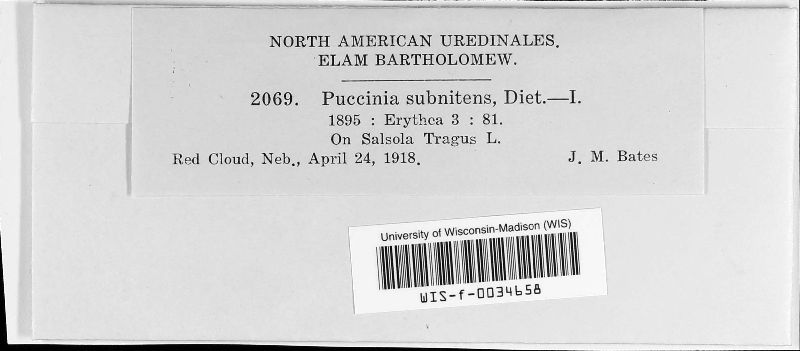 NORTH AMERICAN UREDINALES.
ELAM BARTHOLOMEW.
2069. Puccinia subnitens, Diet.—I.
1895 : Erythea 3 : 81.
On Salsola Tragus L.
Red Cloud, Neb., April 24, 1918. J. M. Bates
University of Wisconsin-Madison (WIS)
WIS-f-0034658